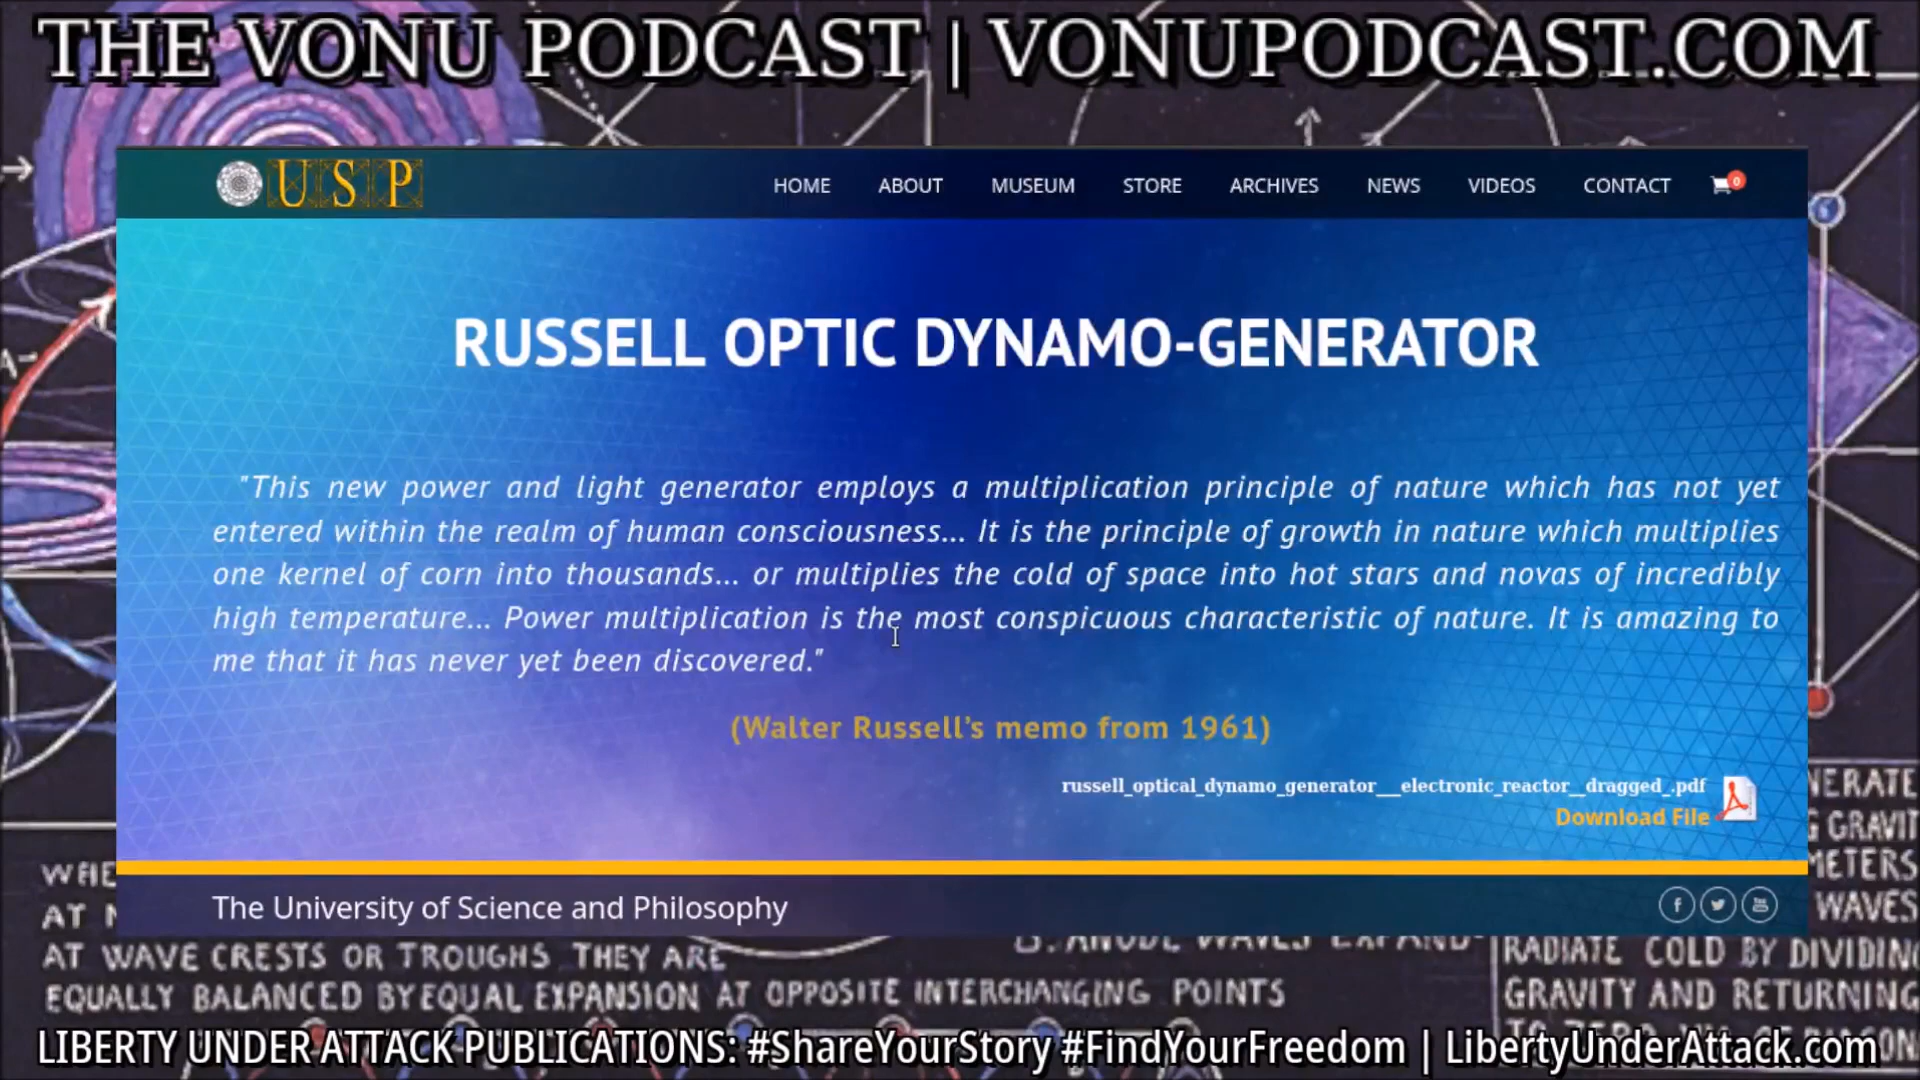 THE VONU PODCAST | VONUPODCAST.COM
USP
HOME ABOUT MUSEUM STORE ARCHIVES NEWS VIDEOS CONTACT 0
RUSSELL OPTIC DYNAMO-GENERATOR
"This new power and light generator employs a multiplication principle of nature which has not yet
entered within the realm of human consciousness... It is the principle of growth in nature which multiplies
one kernel of corn into thousands... or multiplies the cold of space into hot stars and novas of incredibly
high temperature... Power multiplication is the most conspicuous characteristic of nature. It is amazing to
me that it has never yet been discovered."
(Walter Russell's memo from 1961)
russell_optical_dynamo_generator__electronic_reactor__dragged_.pdf
Download File
The University of Science and Philosophy
METERS
WAVES
AT WAVE CRESTS OR TROUGHS THEY ARE
EQUALLY BALANCED BY EQUAL EXPANSION AT OPPOSITE INTERCHANGING POINTS
RADIATE COLD BY DIVIDING
GRAVITY AND RETURNING
LIBERTY UNDER ATTACK PUBLICATIONS: #ShareYourStory #FindYourFreedom | LibertyUnderAttack.com